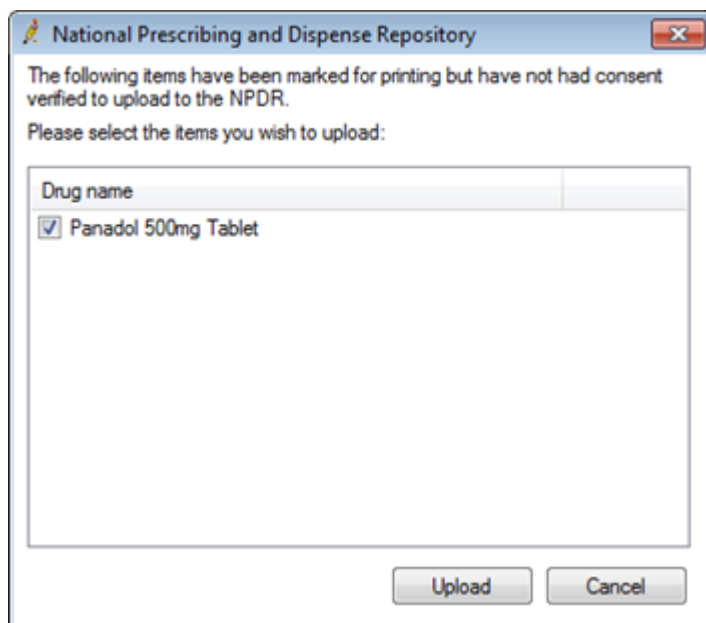 National Prescribing and Dispense Repository
The following items have been marked for printing but have not had consent
verified to upload to the NPDR.
Please select the items you wish to upload:
Drug name
Panadol 500mg Tablet
Upload Cancel